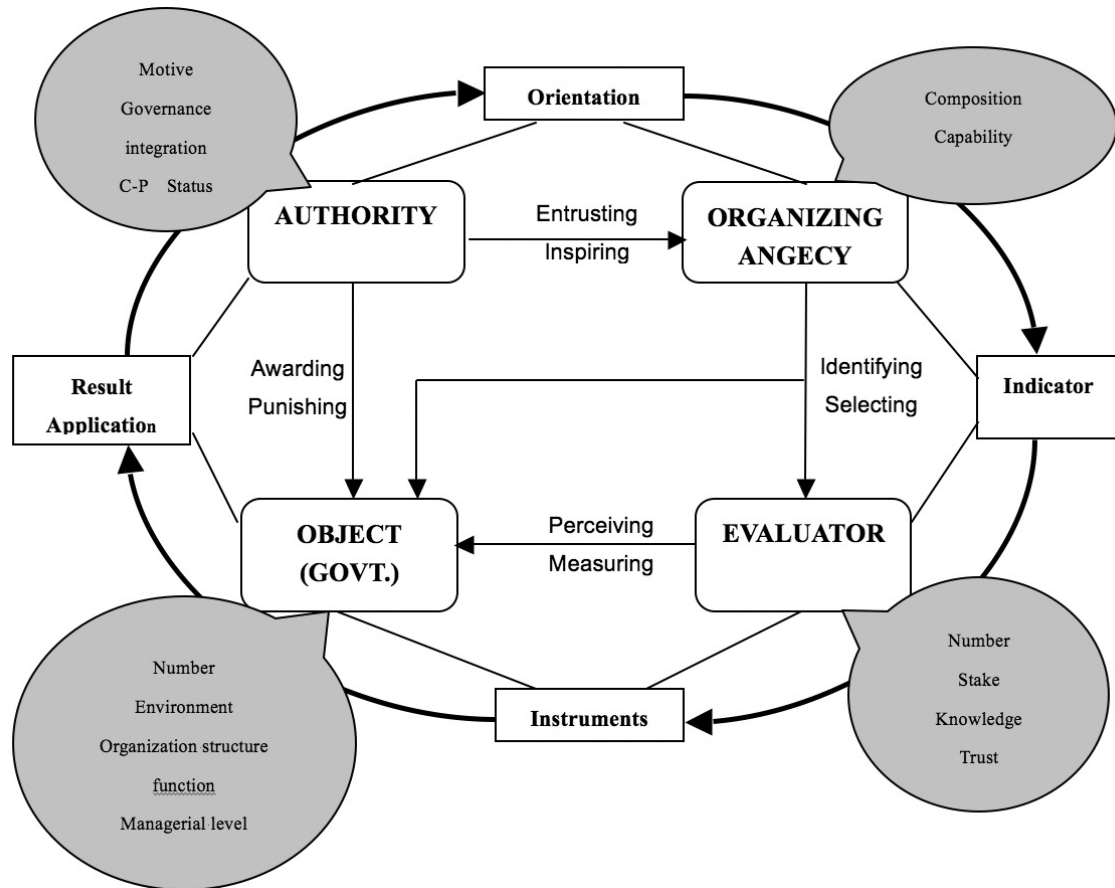 Motive
Governance
integration
C-P Status
Orientation
Composition
Capability
AUTHORITY
Entrusting
Inspiring
ORGANIZING
ANGECY
Result
Application
Awarding
Punishing
Identifying
Selecting
Indicator
OBJECT
(GOVT.)
Perceiving
Measuring
EVALUATOR
Number
Environment
Organization structure
function
Managerial level
Instruments
Number
Stake
Knowledge
Trust